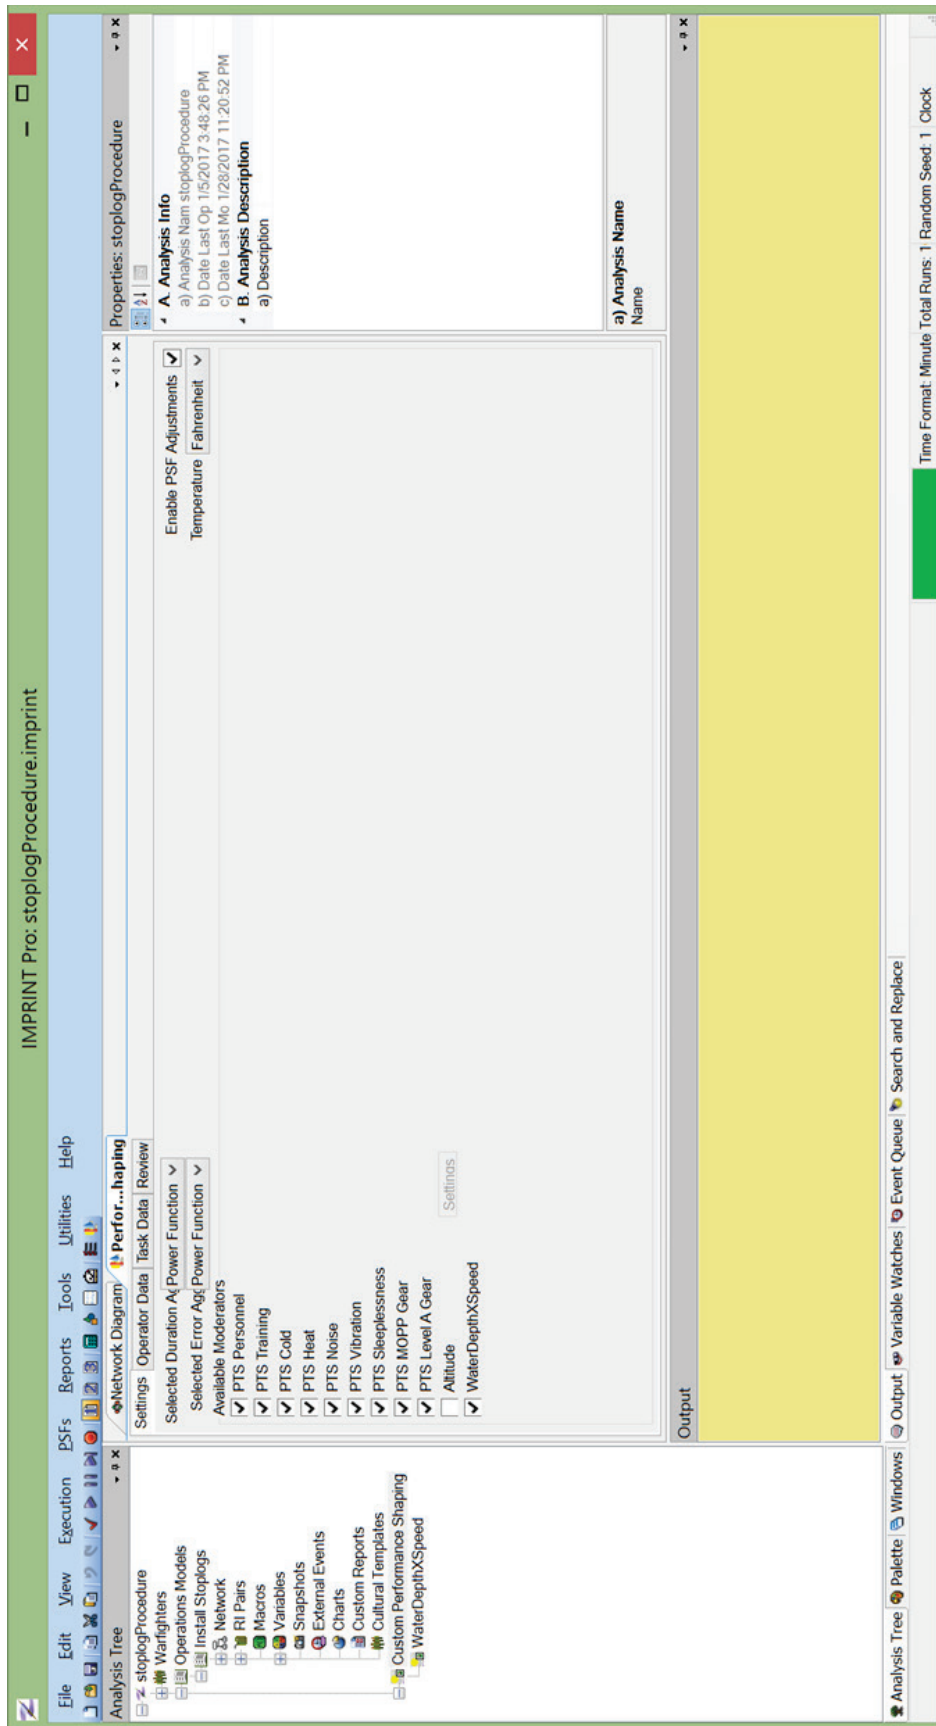 IMPRINT Pro: stoplogProcedure.imprint
File Edit View Execution PSFs Reports Tools Utilities Help
Analysis Tree
stoplogProcedure
Warfighters
Operations Models
Install Stoplogs
Network
RI Pairs
Macros
Variables
Snapshots
External Events
Charts
Custom Reports
Cultural Templates
Custom Performance Shaping
WaterDepthXSpeed
Network Diagram Perfor...haping
Settings Operator Data Task Data Review
Selected Duration Ag Power Function
Selected Error Agg Power Function
Available Moderators
PTS Personnel
PTS Training
PTS Cold
PTS Heat
PTS Noise
PTS Vibration
PTS Sleeplessness
PTS MOPP Gear
PTS Level A Gear
Altitude Settings
WaterDepthXSpeed
Enable PSF Adjustments
Temperature Fahrenheit
Properties: stoplogProcedure
A. Analysis Info
a) Analysis Nam stoplogProcedure
b) Date Last Op 1/5/2017 3:48:26 PM
c) Date Last Mo 1/28/2017 11:20:52 PM
B. Analysis Description
a) Description
a) Analysis Name
Name
Output
Analysis Tree Palette Windows Output Variable Watches Event Queue Search and Replace
Time Format: Minute Total Runs: 1 Random Seed: 1 Clock